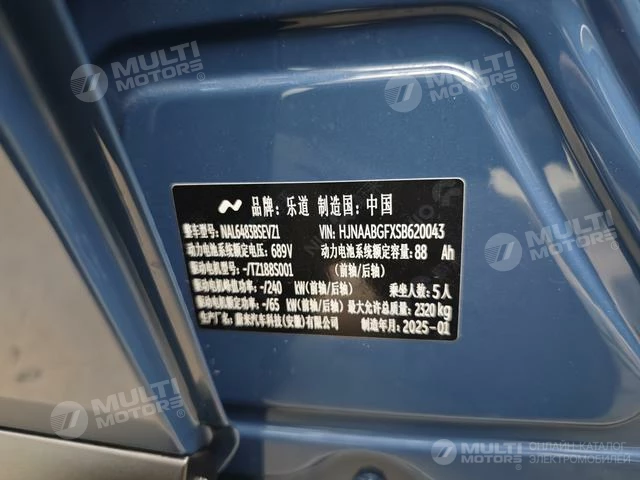 MULTI MOTORS®
MULTI MOTORS®
品牌: 乐道 制造国: 中国
整车型号: NAL6483BSEVZ1 VIN: HJNAABGFXSB620043
动力电池系统额定电压: 689V 动力电池系统额定容量: 88 Ah
驱动电机型号: -/TZ188S001 (前轴/后轴)
驱动电机峰值功率: -/240 kW(前轴/后轴) 乘坐人数: 5人
驱动电机额定功率: -/65 kW(前轴/后轴) 最大允许总质量: 2320 kg
生产厂名: 蔚来汽车科技(安徽)有限公司 制造年月: 2025-01
MULTI MOTORS®
MULTI MOTORS®
ОНЛАЙН-КАТАЛОГ
ЭЛЕКТРОМОБИЛЕЙ